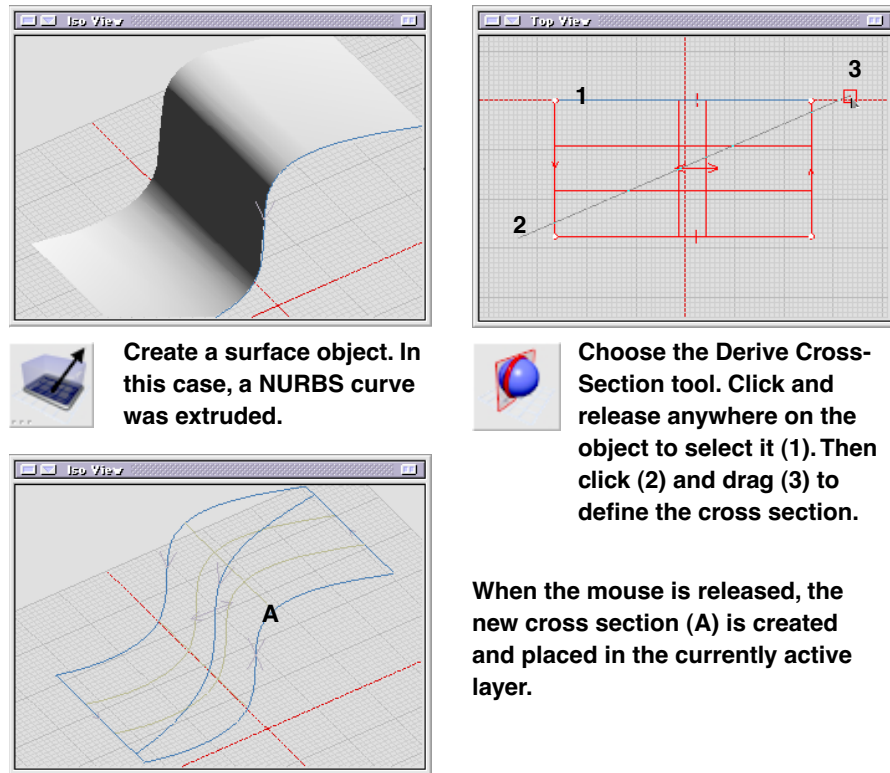 Iso View
Create a surface object. In
this case, a NURBS curve
was extruded.
Top View
1
2
3
Choose the Derive Cross-
Section tool. Click and
release anywhere on the
object to select it (1). Then
click (2) and drag (3) to
define the cross section.
Iso View
A
When the mouse is released, the
new cross section (A) is created
and placed in the currently active
layer.